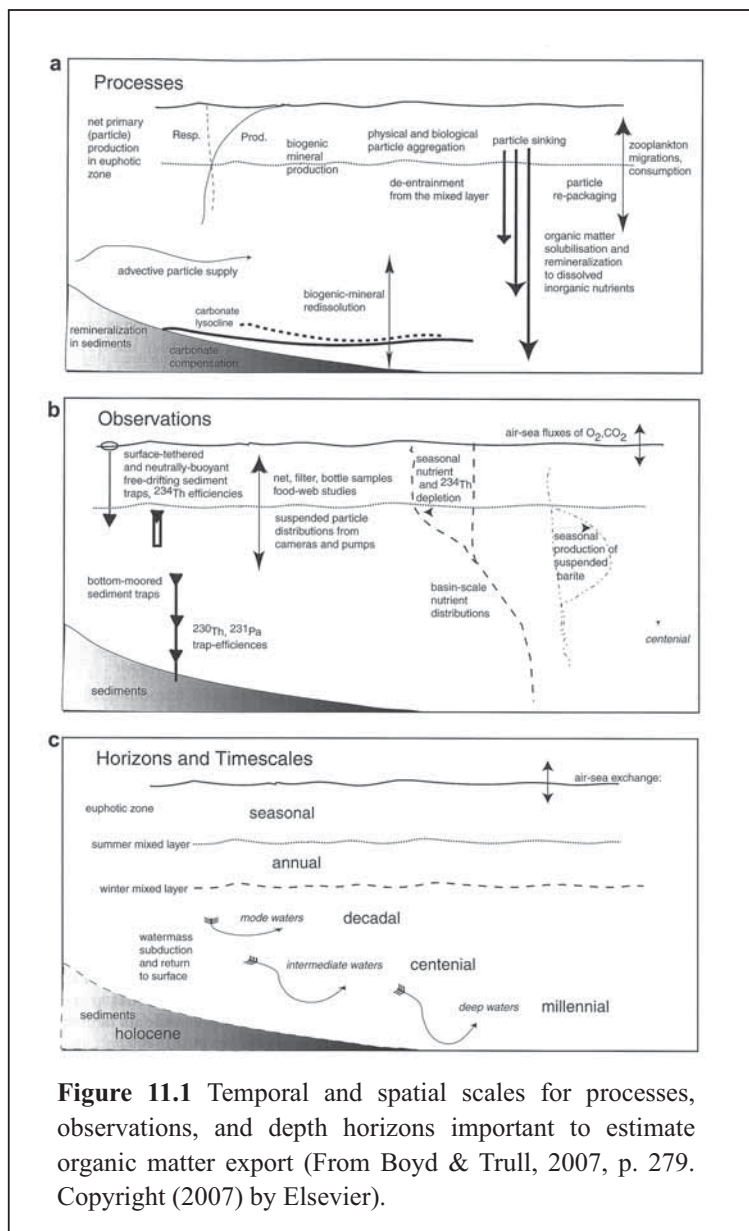 a
Processes
net primary
(particle)
production
in euphotic
zone
Resp.
Prod.
biogenic
mineral
production
physical and biological
particle aggregation
particle sinking
zooplankton
migrations,
consumption
de-entrainment
from the mixed layer
particle
re-packaging
organic matter
solubilisation and
remineralization
to dissolved
inorganic nutrients
advective particle supply
biogenic-mineral
redissolution
carbonate
lysocline
remineralization
in sediments
carbonate
compensation
b
Observations
air-sea fluxes of O2,CO2
surface-tethered
and neutrally-buoyant
free-drifting sediment
traps, 234Th efficiencies
net, filter, bottle samples
food-web studies
seasonal
nutrient
and 234Th
depletion
suspended particle
distributions from
cameras and pumps
seasonal
production of
suspended
barite
bottom-moored
sediment traps
basin-scale
nutrient
distributions
230Th, 231Pa
trap-efficiences
centenial
sediments
c
Horizons and Timescales
air-sea exchange:
euphotic zone
seasonal
summer mixed layer
annual
winter mixed layer
mode waters
decadal
watermass
subduction
and return
to surface
intermediate waters
centenial
deep waters
millennial
sediments
holocene
Figure 11.1 Temporal and spatial scales for processes,
observations, and depth horizons important to estimate
organic matter export (From Boyd & Trull, 2007, p. 279.
Copyright (2007) by Elsevier).